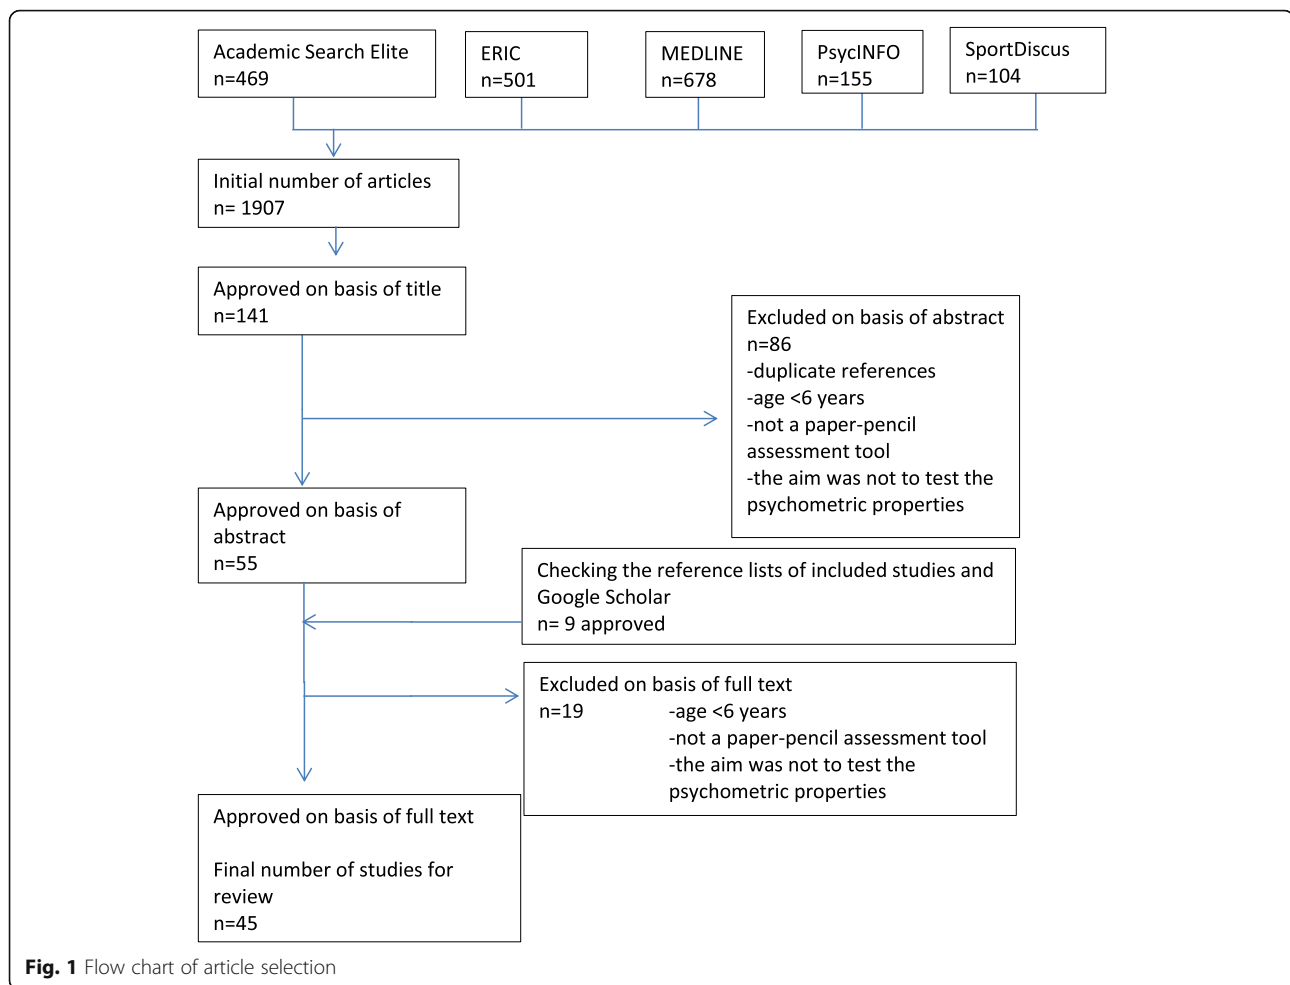 Academic Search Elite
n=469
ERIC
n=501
MEDLINE
n=678
PsycINFO
n=155
SportDiscus
n=104
Initial number of articles
n= 1907
Approved on basis of title
n=141
Excluded on basis of abstract
n=86
-duplicate references
-age <6 years
-not a paper-pencil
assessment tool
-the aim was not to test the
psychometric properties
Approved on basis of
abstract
n=55
Checking the reference lists of included studies and
Google Scholar
n= 9 approved
Excluded on basis of full text
n=19 -age <6 years
-not a paper-pencil assessment tool
-the aim was not to test the
psychometric properties
Approved on basis of full text
Final number of studies for
review
n=45
Fig. 1 Flow chart of article selection